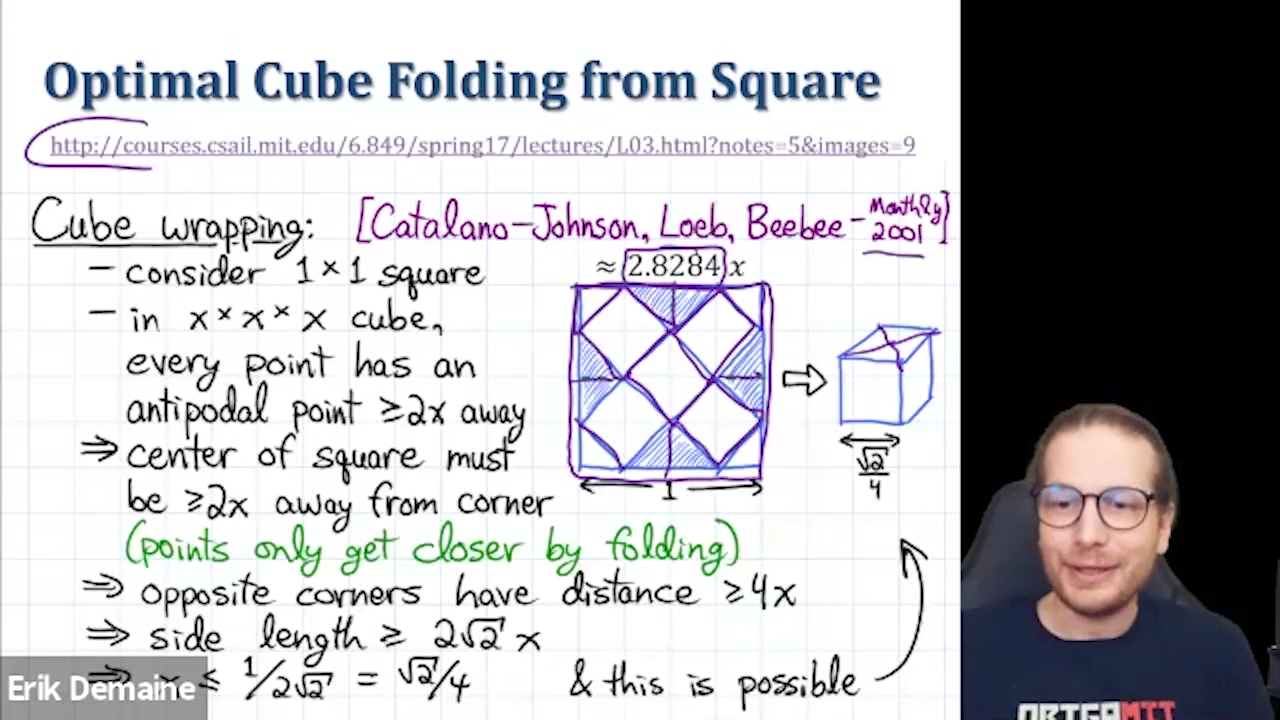 Optimal Cube Folding from Square
http://courses.csail.mit.edu/6.849/spring17/lectures/L03.html?notes=5&images=9
Cube wrapping: [Catalano-Johnson, Loeb, Beebee - Monthly 2001]
- consider 1 × 1 square
- in x × x × x cube,
every point has an
antipodal point ≥2x away
⇒ center of square must
be ≥2x away from corner
(points only get closer by folding)
⇒ opposite corners have distance ≥4x
⇒ side length ≥ 2√2 x
⇒ ≤ 1/2√2 = √2/4 & this is possible
≈ 2.8284 x
1
√2/4
Erik Demaine